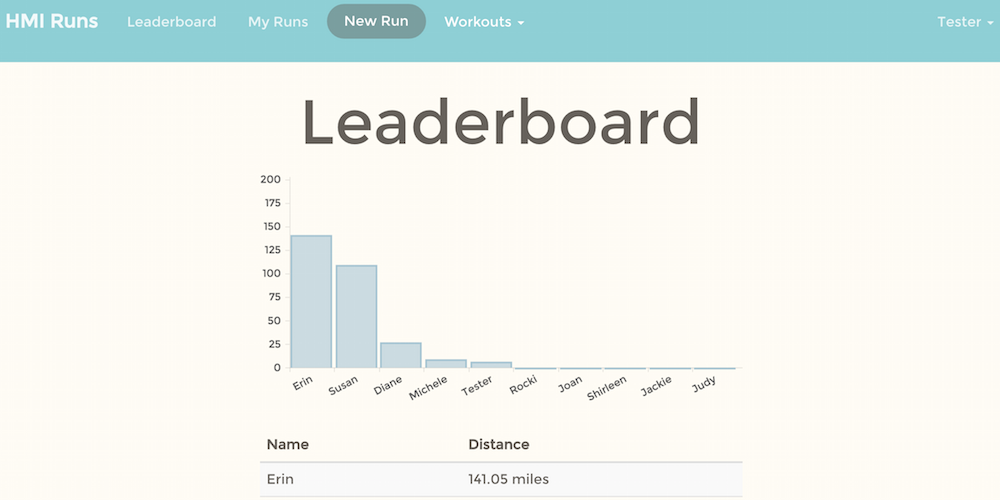 HMI Runs Leaderboard My Runs New Run Workouts Tester
Leaderboard
200
175
150
125
100
75
50
25
0
Erin Susan Diane Michele Tester Rocki Joan Shirleen Jackie Judy
Name Distance
Erin 141.05 miles